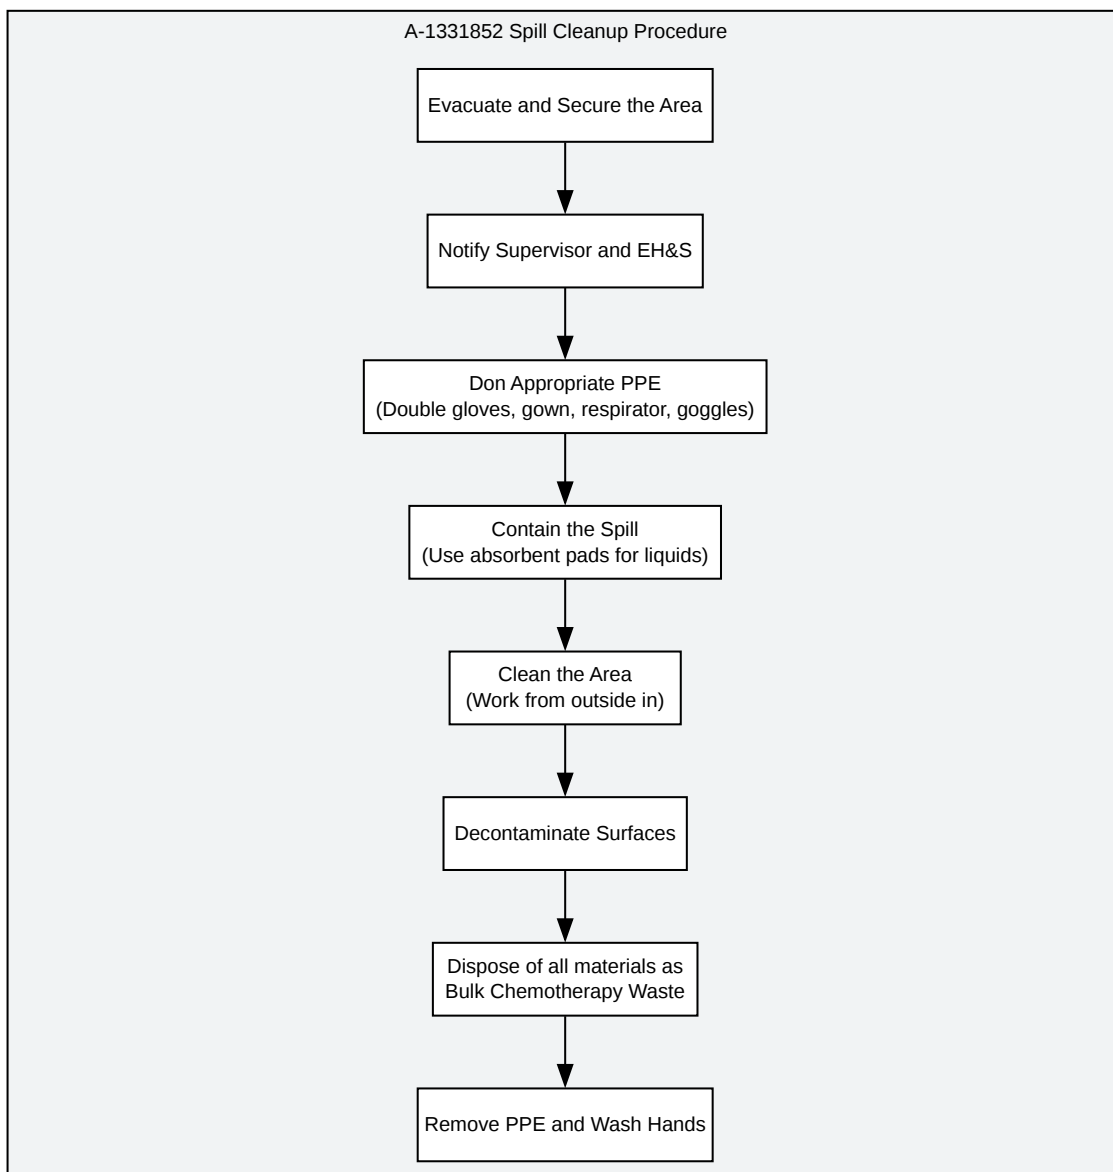 A-1331852 Spill Cleanup Procedure
Evacuate and Secure the Area
Notify Supervisor and EH&S
Don Appropriate PPE
(Double gloves, gown, respirator, goggles)
Contain the Spill
(Use absorbent pads for liquids)
Clean the Area
(Work from outside in)
Decontaminate Surfaces
Dispose of all materials as
Bulk Chemotherapy Waste
Remove PPE and Wash Hands